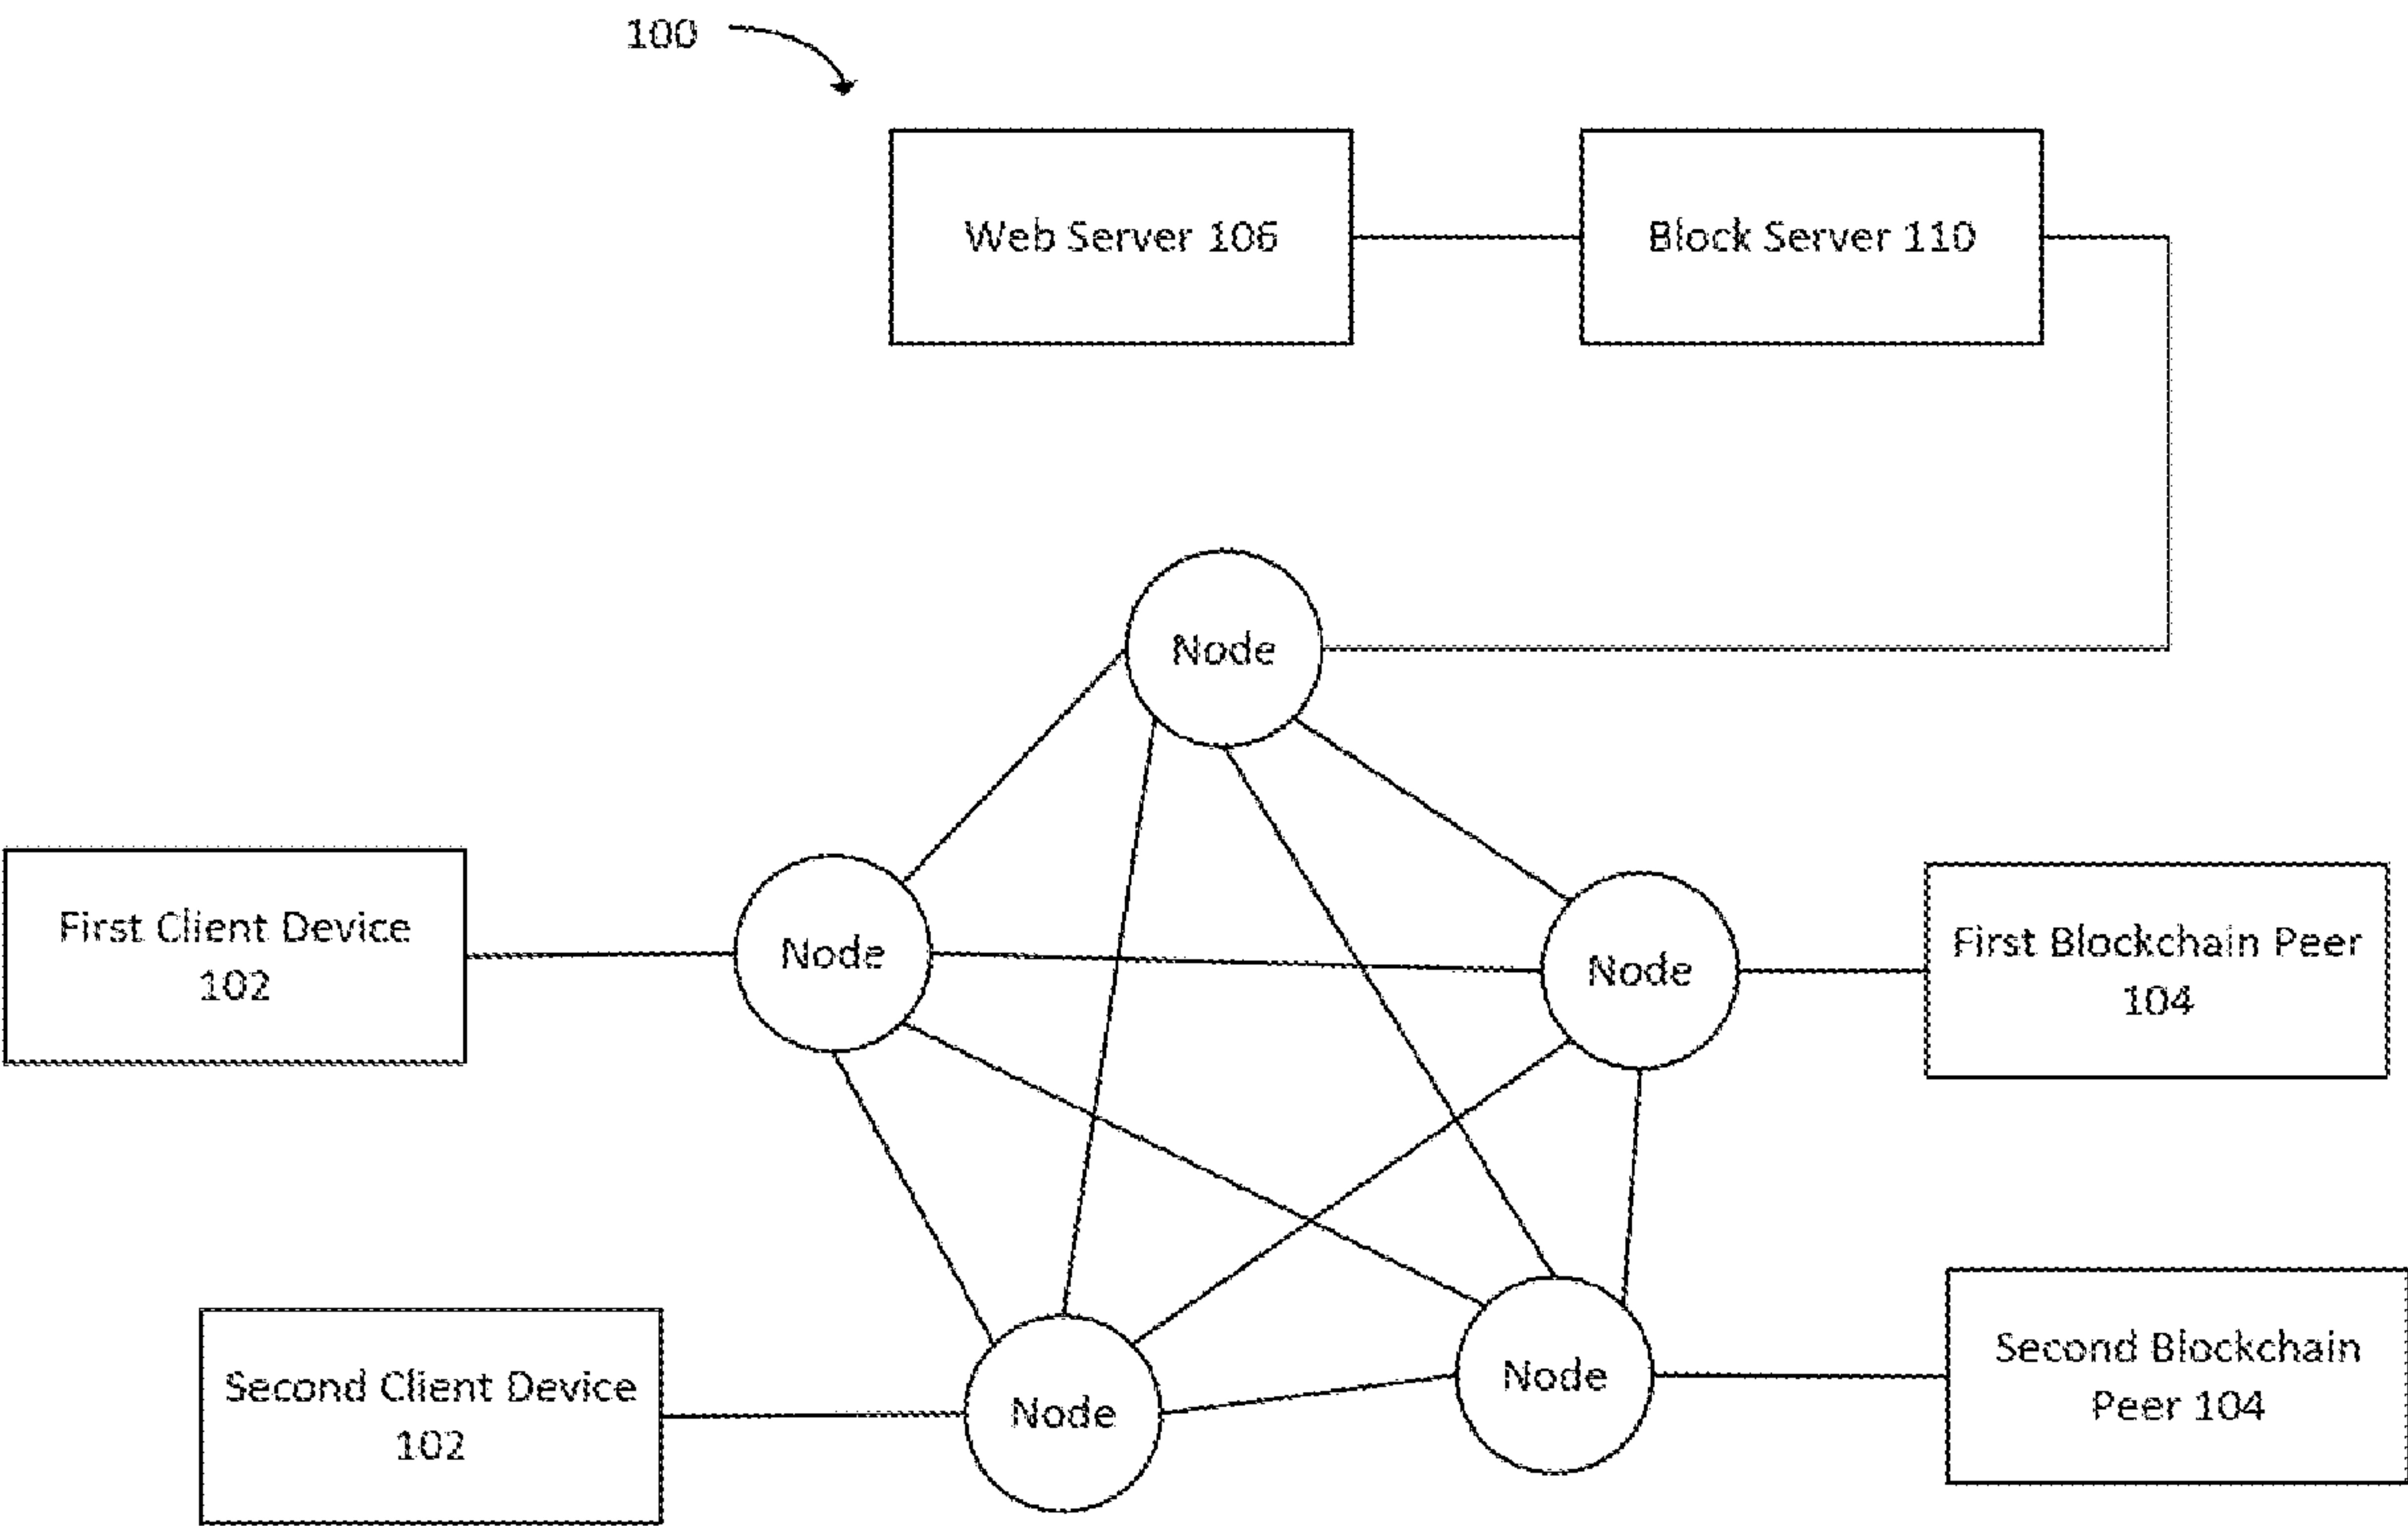 100
Web Server 106
Block Server 110
Node
First Client Device
102
Node
Node
First Blockchain Peer
104
Second Client Device
102
Node
Node
Second Blockchain
Peer 104